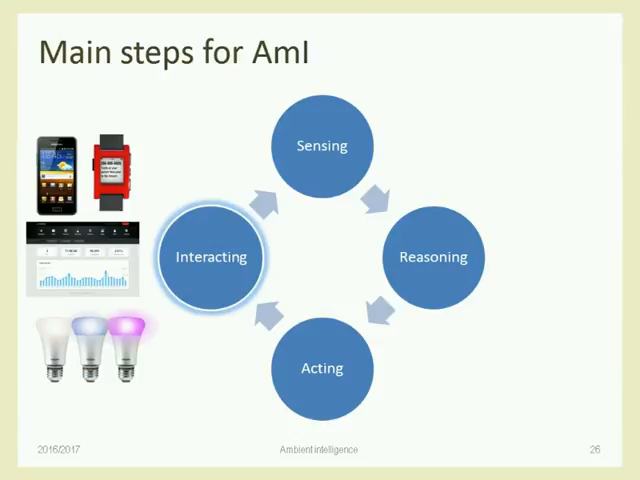 Main steps for AmI
Sensing
Interacting
Reasoning
Acting
2016/2017
Ambient intelligence
26